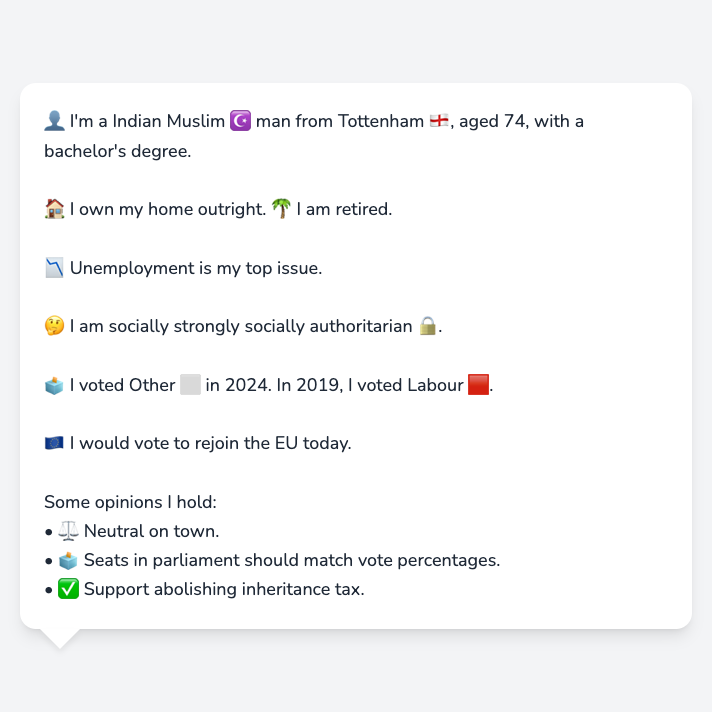 👤 I'm a Indian Muslim ☪️ man from Tottenham 🏴󠁧󠁢󠁥󠁮󠁧󠁿, aged 74, with a
bachelor's degree.
🏠 I own my home outright. 🌴 I am retired.
📉 Unemployment is my top issue.
🤔 I am socially strongly socially authoritarian 🔒.
🗳️ I voted Other ⬜ in 2024. In 2019, I voted Labour 🟥.
🇪🇺 I would vote to rejoin the EU today.
Some opinions I hold:
• ⚖️ Neutral on town.
• 🗳️ Seats in parliament should match vote percentages.
• ✅ Support abolishing inheritance tax.